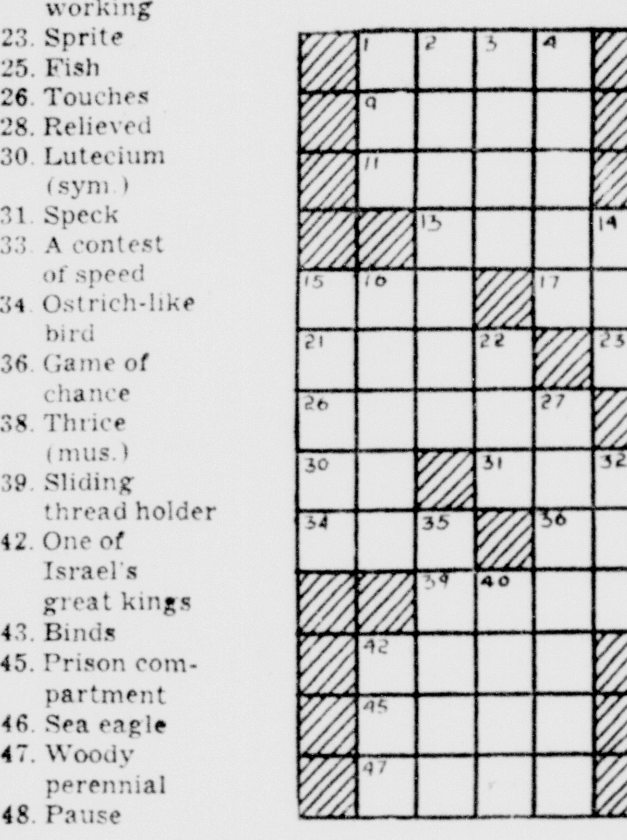 working
23. Sprite
25. Fish
26. Touches
28. Relieved
30. Lutecium
(sym.)
31. Speck
33. A contest
of speed
34. Ostrich-like
bird
36. Game of
chance
38. Thrice
(mus.)
39. Sliding
thread holder
42. One of
Israel's
great kings
43. Binds
45. Prison com-
partment
46. Sea eagle
47. Woody
perennial
48. Pause
1 2 3 4
9
11
13 14
15 16 17
21 22 23
26 27
30 31 32
34 35 36
39 40
42
45
47